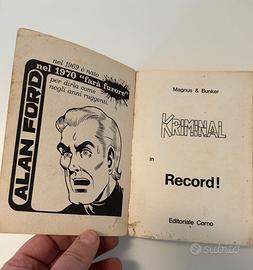 nel 1969 è nato
nel 1970 "farà furore"
per dirla come
negli anni ruggenti.
ALAN FORD
Magnus & Bunker
KRIMINAL
in
Record!
Editoriale Corno
subito